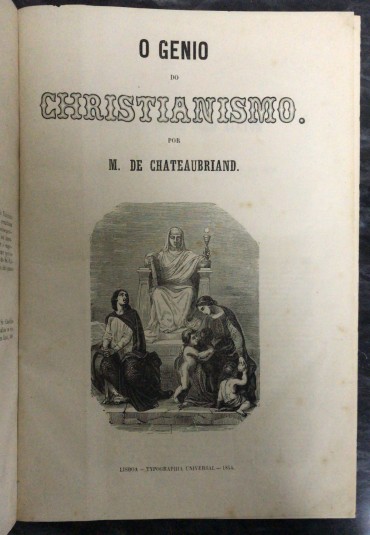 O GENIO
DO
CHRISTIANISMO.
POR
M. DE CHATEAUBRIAND.
LISBOA — TYPOGRAPHIA UNIVERSAL —